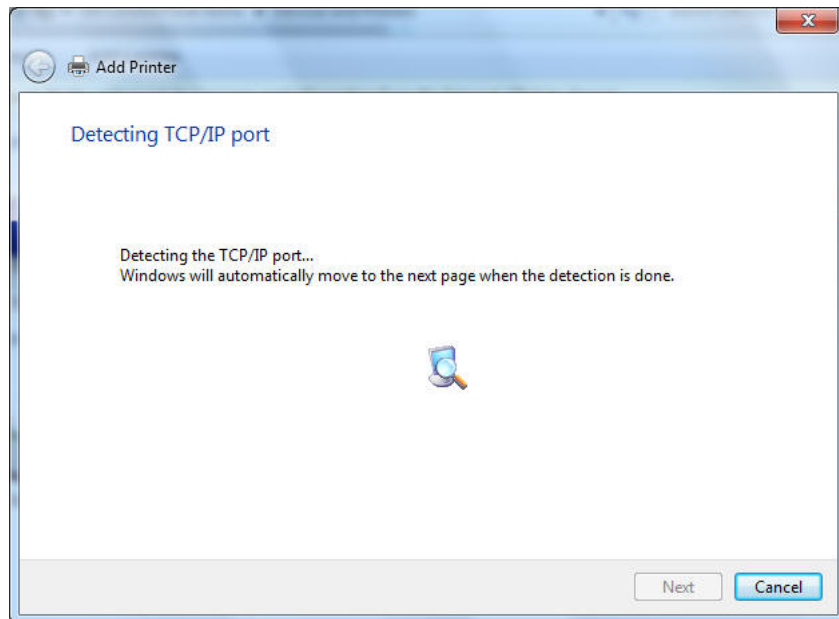 Add Printer
Detecting TCP/IP port
Detecting the TCP/IP port...
Windows will automatically move to the next page when the detection is done.
Next
Cancel